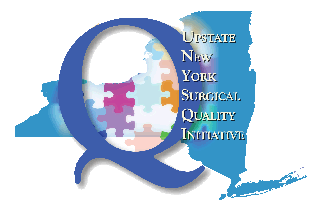 Q
UPSTATE
NEW
YORK
SURGICAL
QUALITY
INITIATIVE